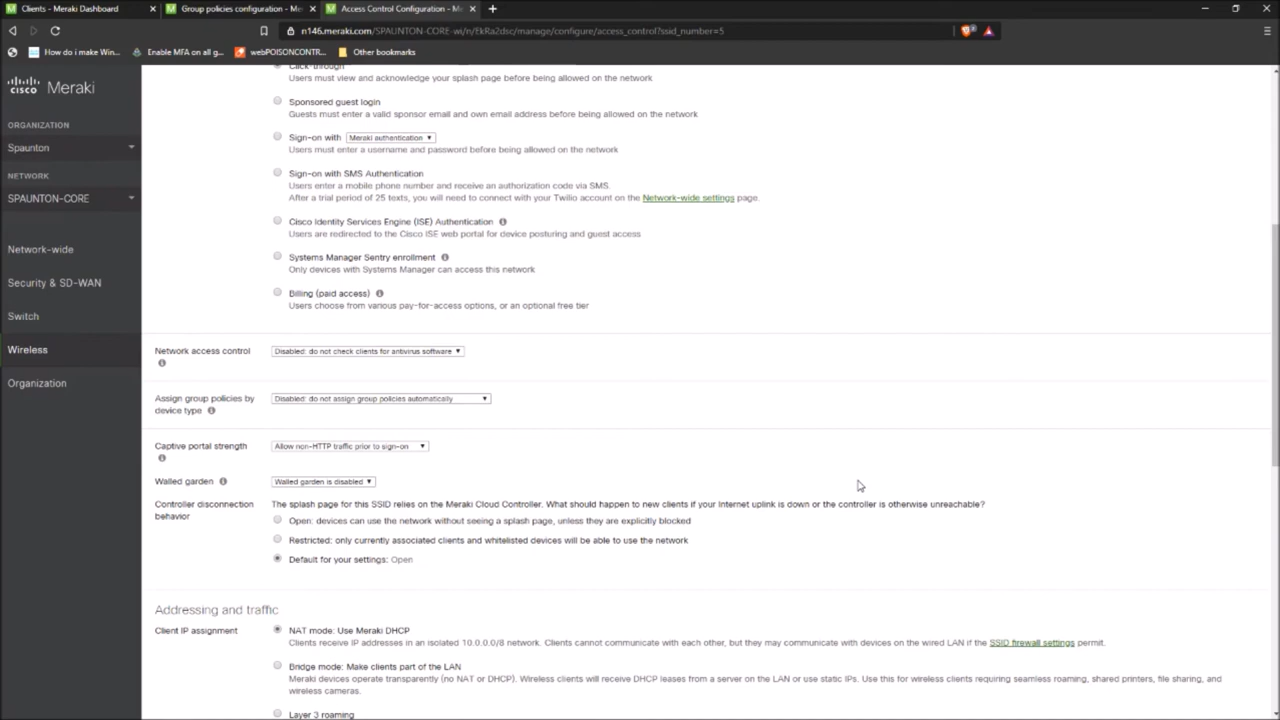 Clients - Meraki Dashboard
Group policies configuration - Me
Access Control Configuration - Me
n146.meraki.com/SPAUNTON-CORE-wi/n/EkRa2dsc/manage/configure/access_control?ssid_number=5
How do i make Win...
Enable MFA on all g...
webPOISONCONTR...
Other bookmarks
CISCO Meraki
ORGANIZATION
Spaunton
NETWORK
SPAUNTON-CORE
Network-wide
Security & SD-WAN
Switch
Wireless
Organization
Click-through
Users must view and acknowledge your splash page before being allowed on the network
Sponsored guest login
Guests must enter a valid sponsor email and own email address before being allowed on the network
Sign-on with Meraki authentication
Users must enter a username and password before being allowed on the network
Sign-on with SMS Authentication
Users enter a mobile phone number and receive an authorization code via SMS.
After a trial period of 25 texts, you will need to connect with your Twilio account on the Network-wide settings page.
Cisco Identity Services Engine (ISE) Authentication
Users are redirected to the Cisco ISE web portal for device posturing and guest access
Systems Manager Sentry enrollment
Only devices with Systems Manager can access this network
Billing (paid access)
Users choose from various pay-for-access options, or an optional free tier
Network access control
Disabled: do not check clients for antivirus software
Assign group policies by
device type
Disabled: do not assign group policies automatically
Captive portal strength
Allow non-HTTP traffic prior to sign-on
Walled garden
Walled garden is disabled
Controller disconnection
behavior
The splash page for this SSID relies on the Meraki Cloud Controller. What should happen to new clients if your Internet uplink is down or the controller is otherwise unreachable?
Open: devices can use the network without seeing a splash page, unless they are explicitly blocked
Restricted: only currently associated clients and whitelisted devices will be able to use the network
Default for your settings: Open
Addressing and traffic
Client IP assignment
NAT mode: Use Meraki DHCP
Clients receive IP addresses in an isolated 10.0.0.0/8 network. Clients cannot communicate with each other, but they may communicate with devices on the wired LAN if the SSID firewall settings permit.
Bridge mode: Make clients part of the LAN
Meraki devices operate transparently (no NAT or DHCP). Wireless clients will receive DHCP leases from a server on the LAN or use static IPs. Use this for wireless clients requiring seamless roaming, shared printers, file sharing, and
wireless cameras.
Layer 3 roaming